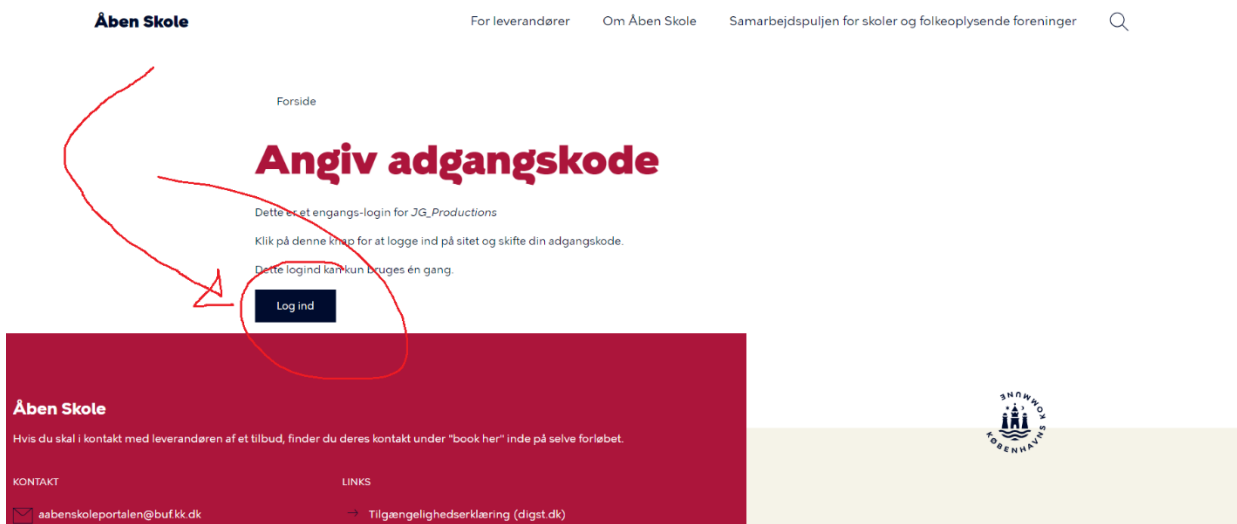 Åben Skole
For leverandører
Om Åben Skole
Samarbejdspuljen for skoler og folkeoplysende foreninger
Forside
Angiv adgangskode
Dette er et engangs-login for JG_Productions
Klik på denne knap for at logge ind på sitet og skifte din adgangskode.
Dette logind kan kun bruges én gang.
Log ind
Åben Skole
Hvis du skal i kontakt med leverandøren af et tilbud, finder du deres kontakt under "book her" inde på selve forløbet.
KONTAKT
LINKS
aabenskoleportalen@buf.kk.dk
→ Tilgængelighedserklæring (digst.dk)
KØBENHAVNS KOMMUNE